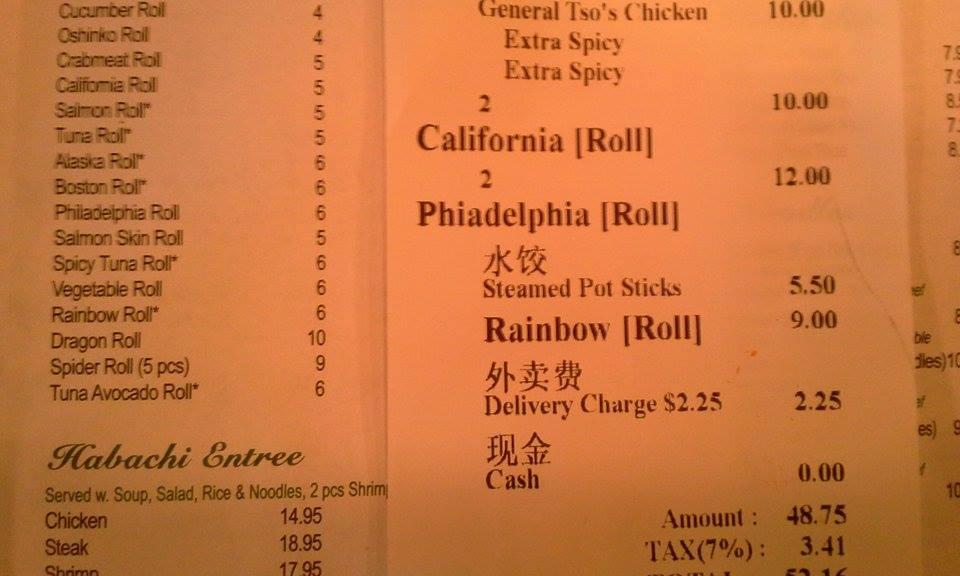 Cucumber Roll 4
Oshinko Roll 4
Crabmeat Roll 5
California Roll 5
Salmon Roll* 5
Tuna Roll* 5
Alaska Roll* 6
Boston Roll* 6
Philadelphia Roll 6
Salmon Skin Roll 5
Spicy Tuna Roll* 6
Vegetable Roll 6
Rainbow Roll* 6
Dragon Roll 10
Spider Roll (5 pcs) 9
Tuna Avocado Roll* 6
Habachi Entree
Served w. Soup, Salad, Rice & Noodles, 2 pcs Shrim
Chicken 14.95
Steak 18.95
Shrimp 17.95
General Tso's Chicken 10.00
Extra Spicy
Extra Spicy
2 10.00
California [Roll]
2 12.00
Phiadelphia [Roll]
水饺
Steamed Pot Sticks 5.50
Rainbow [Roll] 9.00
外卖费
Delivery Charge $2.25 2.25
现金
Cash 0.00
Amount : 48.75
TAX(7%) : 3.41
52.16